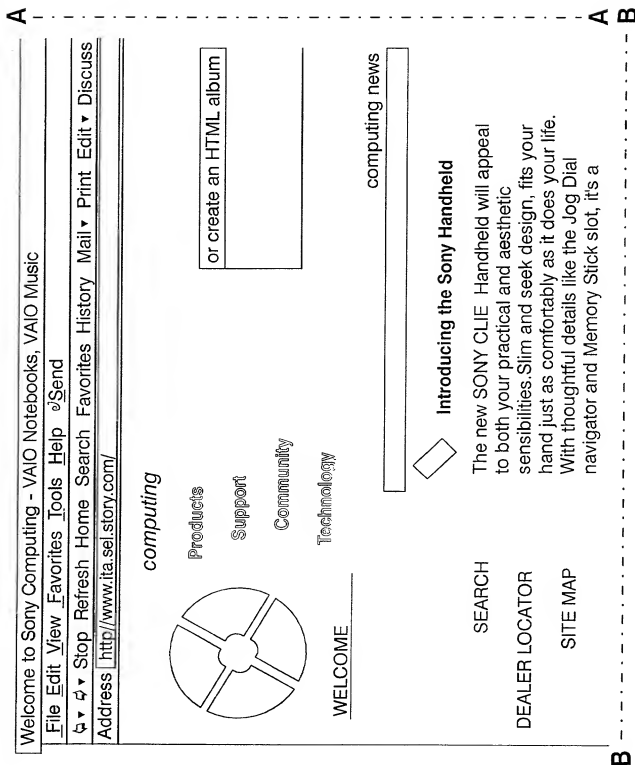 Welcome to Sony Computing - VAIO Notebooks, VAIO Music
File Edit View Favorites Tools Help Send
Stop Refresh Home Search Favorites History Mail Print Edit Discuss
Address http//www.ita.sel.story.com/
computing
Products
Support
Community
Technology
or create an HTML album
WELCOME
computing news
SEARCH
DEALER LOCATOR
SITE MAP
Introducing the Sony Handheld
The new SONY CLIE Handheld will appeal
to both your practical and aesthetic
sensibilities.Slim and seek design, fits your
hand just as comfortably as it does your life.
With thoughtful details like the Jog Dial
navigator and Memory Stick slot, it's a
A
A
B
B